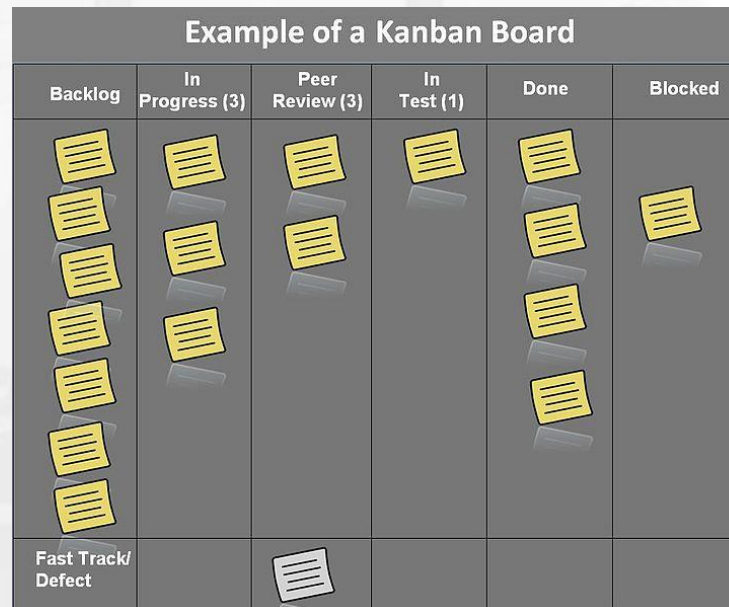 Example of a Kanban Board
Backlog
In
Progress (3)
Peer
Review (3)
In
Test (1)
Done
Blocked
Fast Track/
Defect